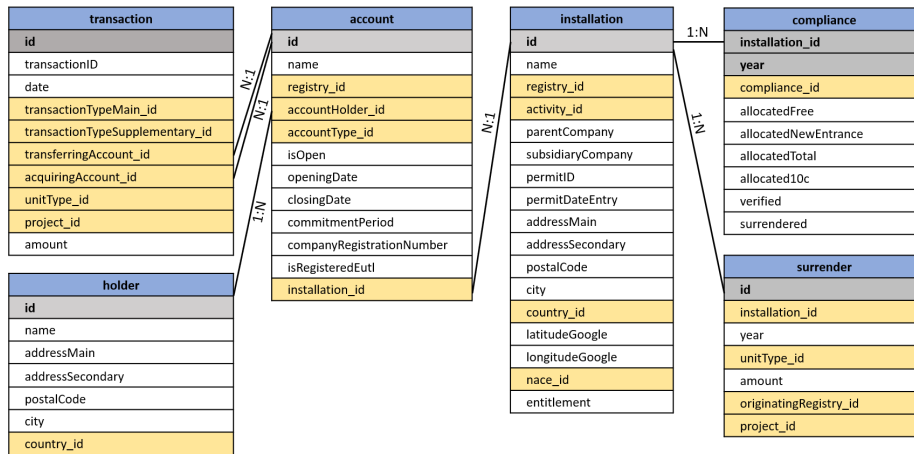 transaction
id
transactionID
date
transactionTypeMain_id
transactionTypeSupplementary_id
transferringAccount_id
acquiringAccount_id
unitType_id
project_id
amount
holder
id
name
addressMain
addressSecondary
postalCode
city
country_id
N:1
N:1
1:N
account
id
name
registry_id
accountHolder_id
accountType_id
isOpen
openingDate
closingDate
commitmentPeriod
companyRegistrationNumber
isRegisteredEutl
installation_id
N:1
installation
id
name
registry_id
activity_id
parentCompany
subsidiaryCompany
permitID
permitDateEntry
addressMain
addressSecondary
postalCode
city
country_id
latitudeGoogle
longitudeGoogle
nace_id
entitlement
1:N
1:N
compliance
installation_id
year
compliance_id
allocatedFree
allocatedNewEntrance
allocatedTotal
allocated10c
verified
surrendered
surrender
id
installation_id
year
unitType_id
amount
originatingRegistry_id
project_id